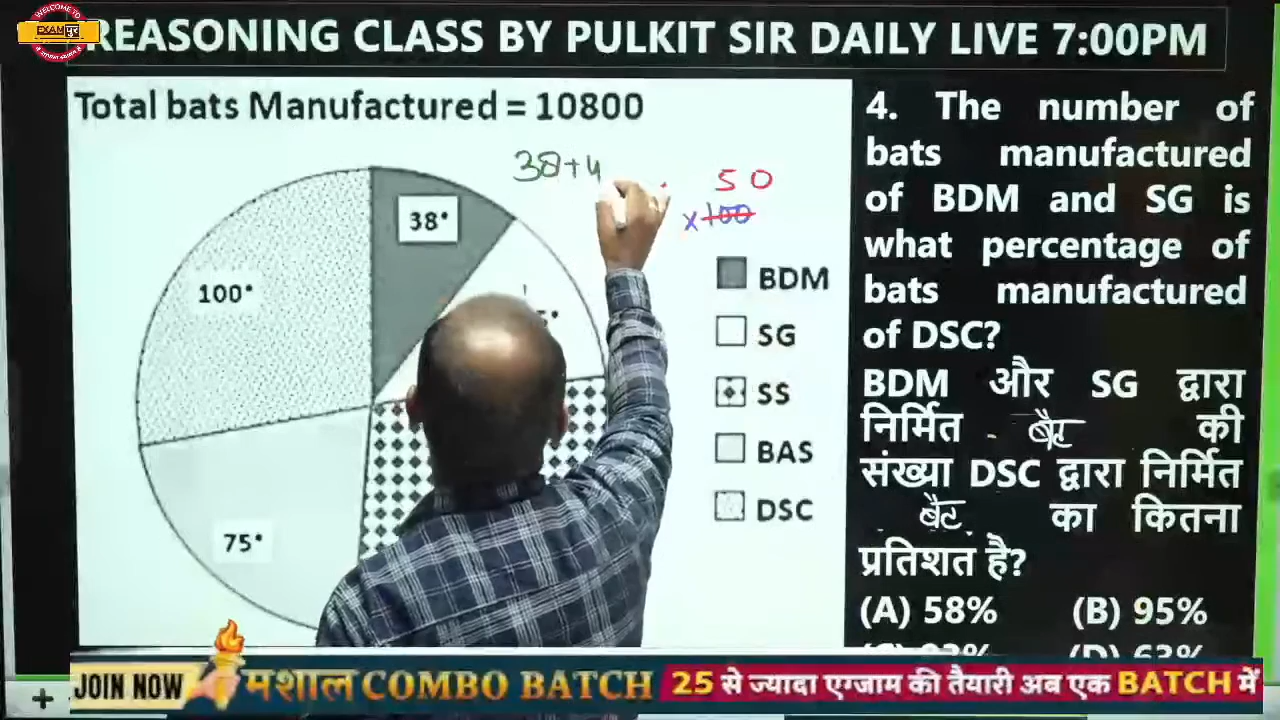 WELCOME TO
EXAMपुर
REASONING CLASS BY PULKIT SIR DAILY LIVE 7:00PM
Total bats Manufactured = 10800
38+4
50
×100
38°
100°
75°
BDM
SG
SS
BAS
DSC
4. The number of
bats manufactured
of BDM and SG is
what percentage of
bats manufactured
of DSC?
BDM और SG द्वारा
निर्मित बैट की
संख्या DSC द्वारा निर्मित
बैट का कितना
प्रतिशत है?
(A) 58% (B) 95%
JOIN NOW मशाल COMBO BATCH 25 से ज्यादा एग्जाम की तैयारी अब एक BATCH में